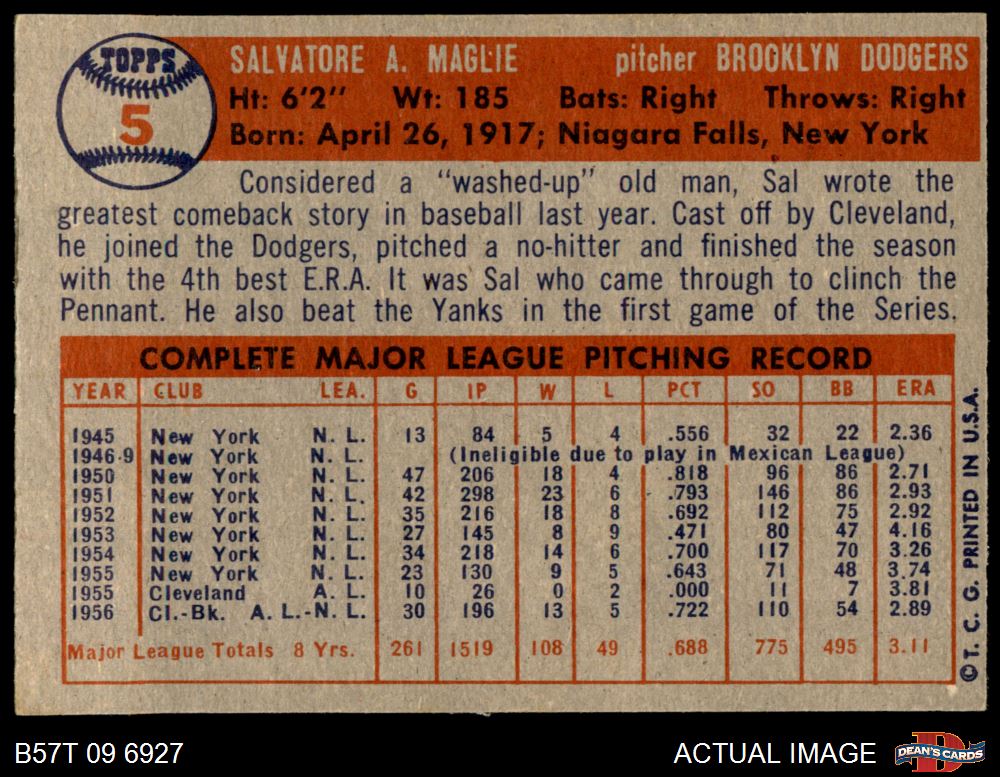 TOPPS
5
SALVATORE A. MAGLIE pitcher BROOKLYN DODGERS
Ht: 6'2" Wt: 185 Bats: Right Throws: Right
Born: April 26, 1917; Niagara Falls, New York
Considered a "washed-up" old man, Sal wrote the
greatest comeback story in baseball last year. Cast off by Cleveland,
he joined the Dodgers, pitched a no-hitter and finished the season
with the 4th best E.R.A. It was Sal who came through to clinch the
Pennant. He also beat the Yanks in the first game of the Series.
COMPLETE MAJOR LEAGUE PITCHING RECORD
YEAR CLUB LEA. G IP W L PCT SO BB ERA
1945 New York N. L. 13 84 5 4 .556 32 22 2.36
1946-9 New York N. L. (Ineligible due to play in Mexican League)
1950 New York N. L. 47 206 18 4 .818 96 86 2.71
1951 New York N. L. 42 298 23 6 .793 146 86 2.93
1952 New York N. L. 35 216 18 8 .692 112 75 2.92
1953 New York N. L. 27 145 8 9 .471 80 47 4.16
1954 New York N. L. 34 218 14 6 .700 117 70 3.26
1955 New York N. L. 23 130 9 5 .643 71 48 3.74
1955 Cleveland A. L. 10 26 0 2 .000 11 7 3.81
1956 Cl.-Bk. A. L.-N. L. 30 196 13 5 .722 110 54 2.89
Major League Totals 8 Yrs. 261 1519 108 49 .688 775 495 3.11
©T. C. G. PRINTED IN U.S.A.
B57T 09 6927
ACTUAL IMAGE
D
DEAN'S CARDS